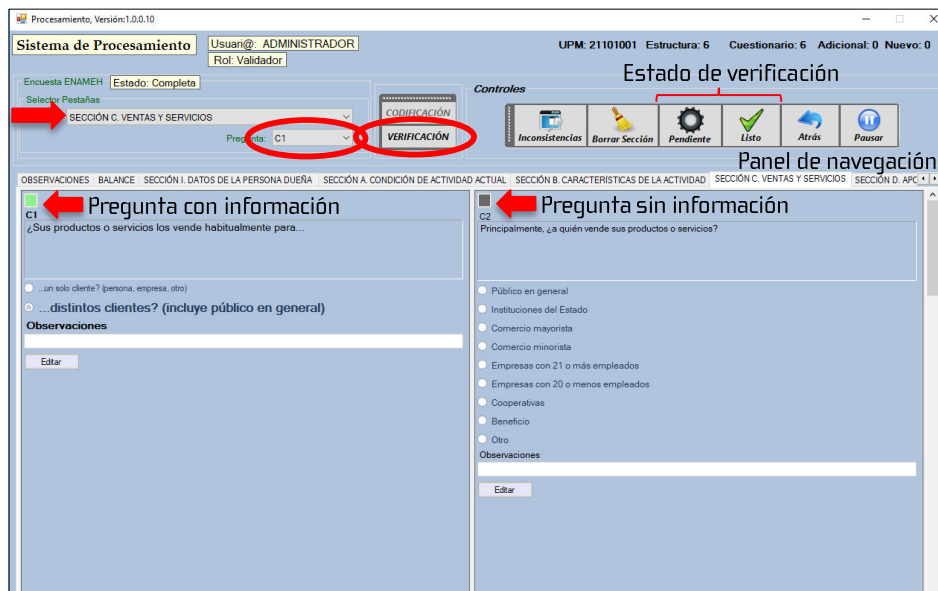 Procesamiento, Versión:1.0.0.10
Sistema de Procesamiento
Usuari@: ADMINISTRADOR
Rol: Validador
UPM: 21101001 Estructura: 6 Cuestionario: 6 Adicional: 0 Nuevo: 0
Encuesta ENAMEH
Estado: Completa
Selector Pestañas
SECCIÓN C. VENTAS Y SERVICIOS
Pregunta: C1
CODIFICACIÓN
VERIFICACIÓN
Controles
Estado de verificación
Inconsistencias
Borrar Sección
Pendiente
Listo
Atrás
Pausar
Panel de navegación
OBSERVACIONES BALANCE SECCIÓN I. DATOS DE LA PERSONA DUEÑA SECCIÓN A. CONDICIÓN DE ACTIVIDAD ACTUAL SECCIÓN B. CARACTERÍSTICAS DE LA ACTIVIDAD SECCIÓN C. VENTAS Y SERVICIOS SECCIÓN D. APC
Pregunta con información
C1
¿Sus productos o servicios los vende habitualmente para...
...un solo cliente? (persona, empresa, otro)
...distintos clientes? (incluye público en general)
Observaciones
Editar
Pregunta sin información
C2
Principalmente, ¿a quién vende sus productos o servicios?
Público en general
Instituciones del Estado
Comercio mayorista
Comercio minorista
Empresas con 21 o más empleados
Empresas con 20 o menos empleados
Cooperativas
Beneficio
Otro
Observaciones
Editar